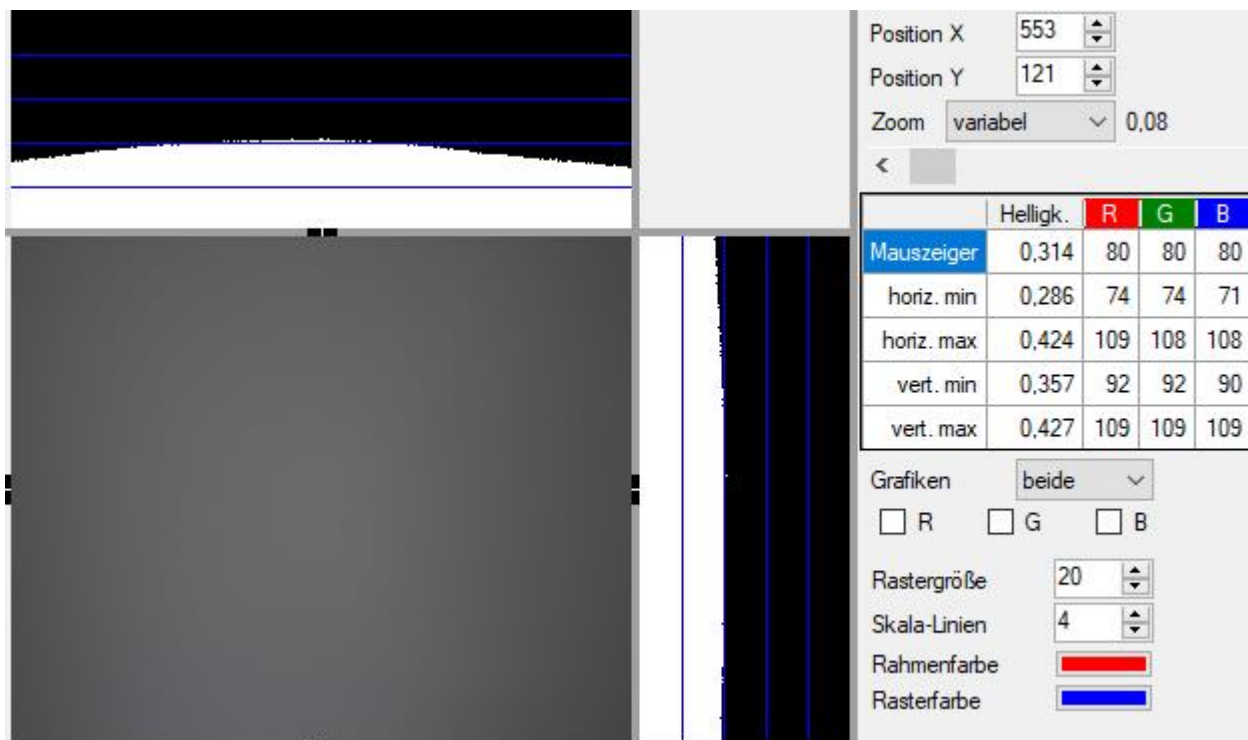 Position X 553
Position Y 121
Zoom variabel 0,08
Helligk. R G B
Mauszeiger 0,314 80 80 80
horiz. min 0,286 74 74 71
horiz. max 0,424 109 108 108
vert. min 0,357 92 92 90
vert. max 0,427 109 109 109
Grafiken beide
R G B
Rastergröße 20
Skala-Linien 4
Rahmenfarbe
Rasterfarbe